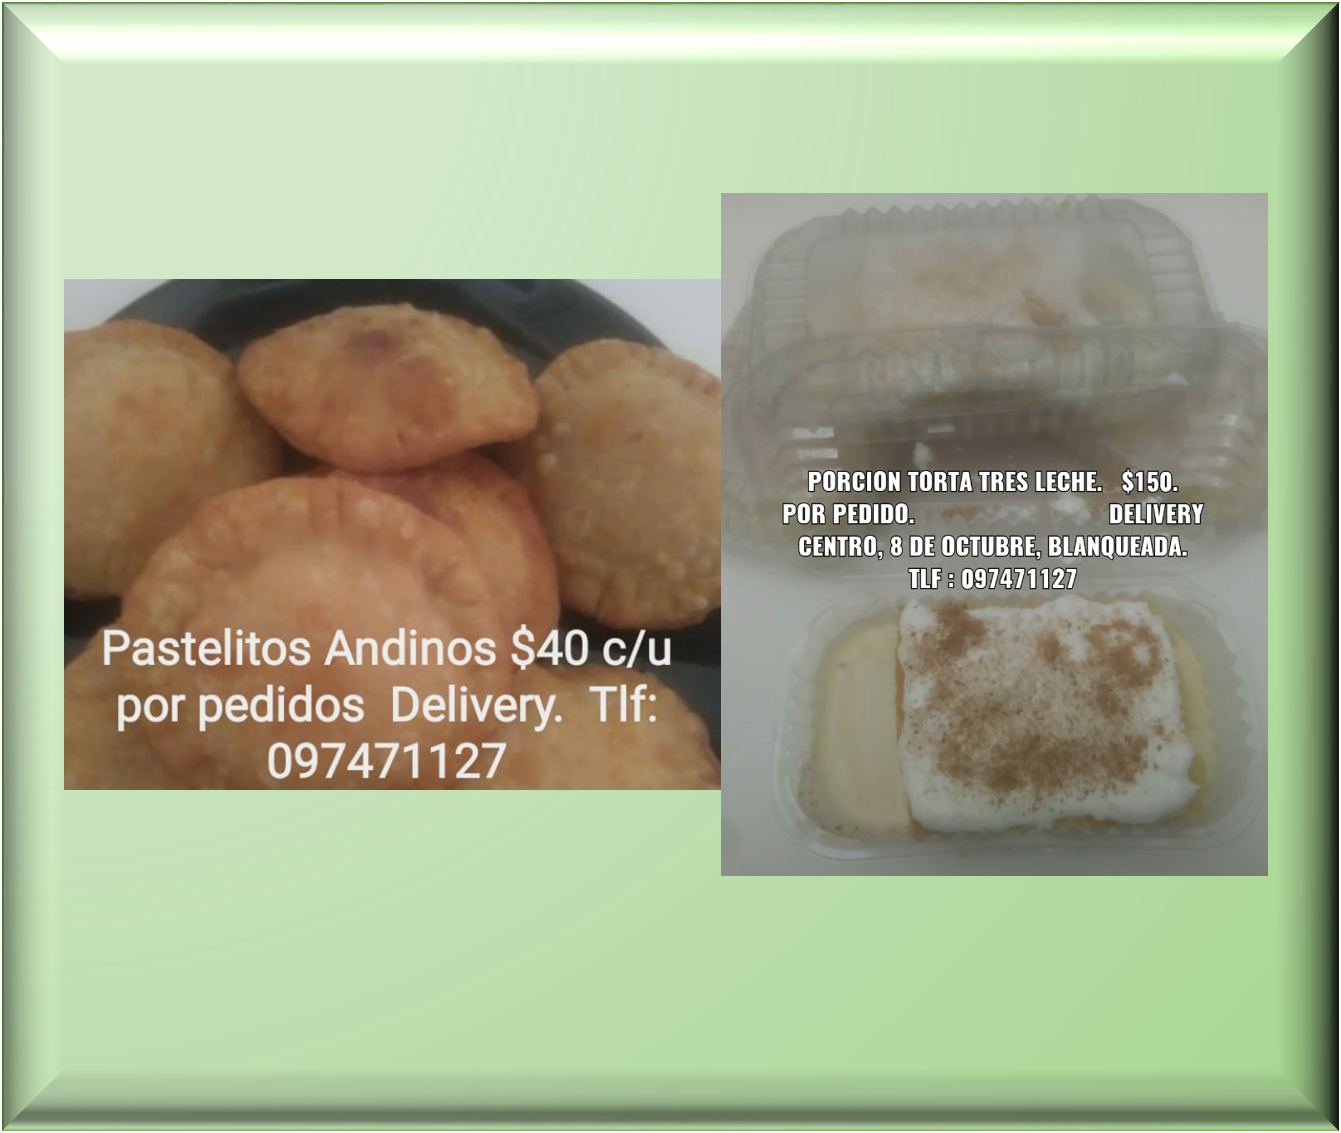 Pastelitos Andinos $40 c/u
por pedidos  Delivery.  Tlf:
097471127
PORCION TORTA TRES LECHE.   $150.
POR PEDIDO.   DELIVERY
CENTRO, 8 DE OCTUBRE, BLANQUEADA.
TLF : 097471127